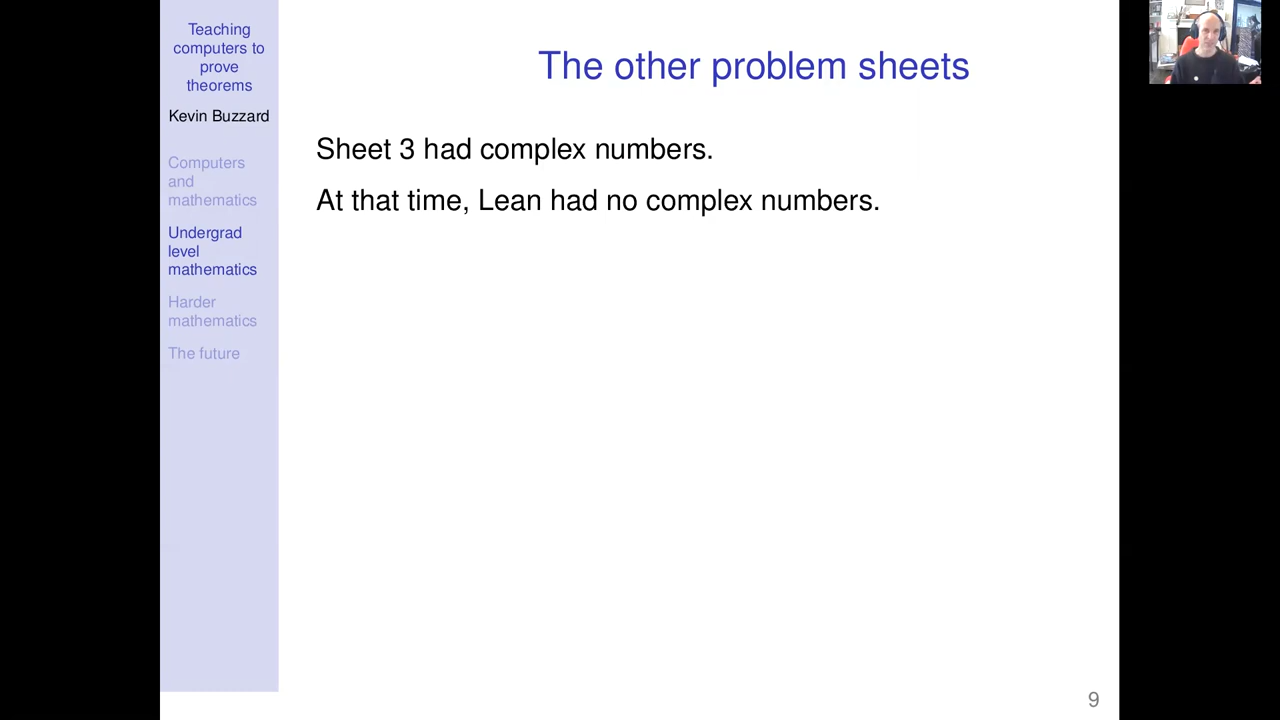 Teaching
computers to
prove
theorems
Kevin Buzzard
Computers
and
mathematics
Undergrad
level
mathematics
Harder
mathematics
The future
The other problem sheets
Sheet 3 had complex numbers.
At that time, Lean had no complex numbers.
9